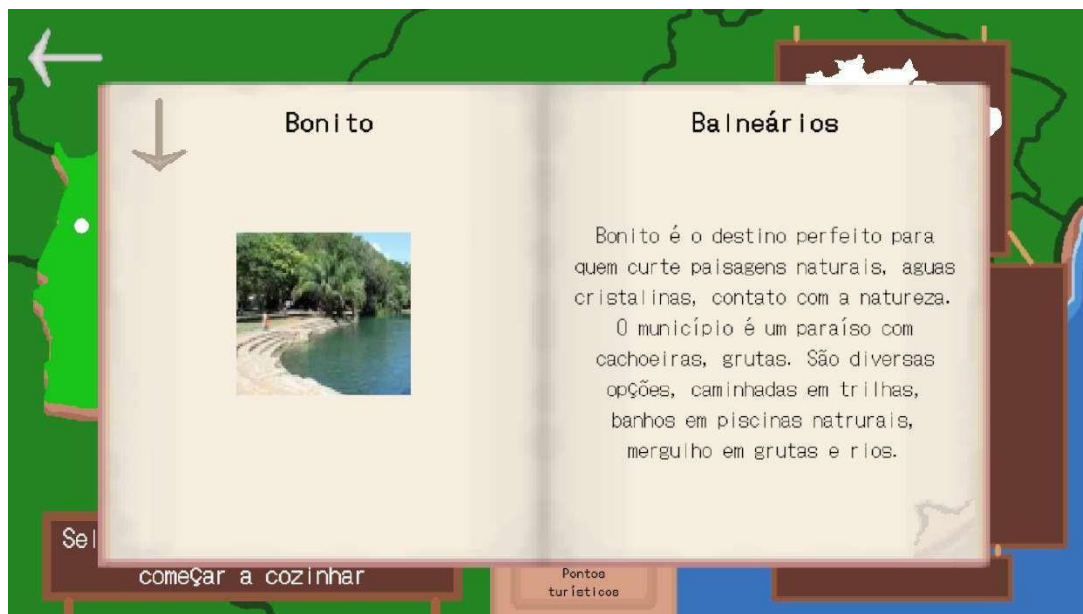 Bonito
Balneários
Bonito é o destino perfeito para
quem curte paisagens naturais, aguas
cristalinas, contato com a natureza.
O município é um paraíso com
cachoeiras, grutas. São diversas
opções, caminhadas em trilhas,
banhos em piscinas natrurais,
mergulho em grutas e rios.
Sel
começar a cozinhar
Pontos
turísticos